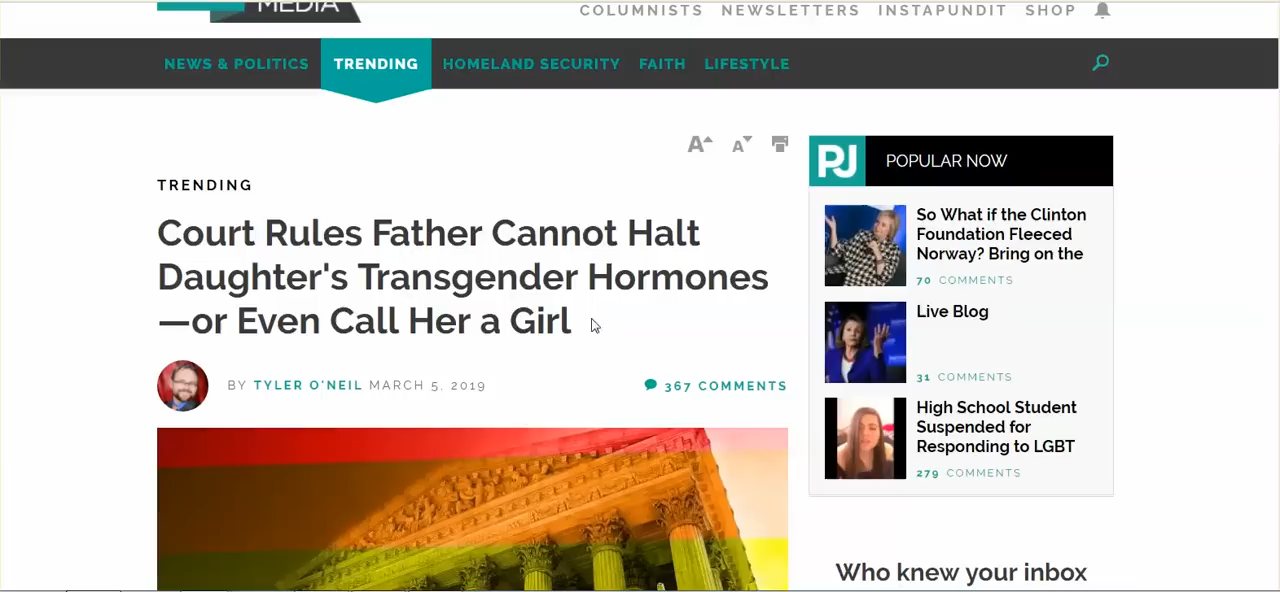 MEDIA
COLUMNISTS NEWSLETTERS INSTAPUNDIT SHOP
NEWS & POLITICS TRENDING HOMELAND SECURITY FAITH LIFESTYLE
A A
TRENDING
Court Rules Father Cannot Halt
Daughter's Transgender Hormones
—or Even Call Her a Girl
BY TYLER O'NEIL MARCH 5, 2019
367 COMMENTS
PJ POPULAR NOW
So What if the Clinton
Foundation Fleeced
Norway? Bring on the
70 COMMENTS
Live Blog
31 COMMENTS
High School Student
Suspended for
Responding to LGBT
279 COMMENTS
Who knew your inbox